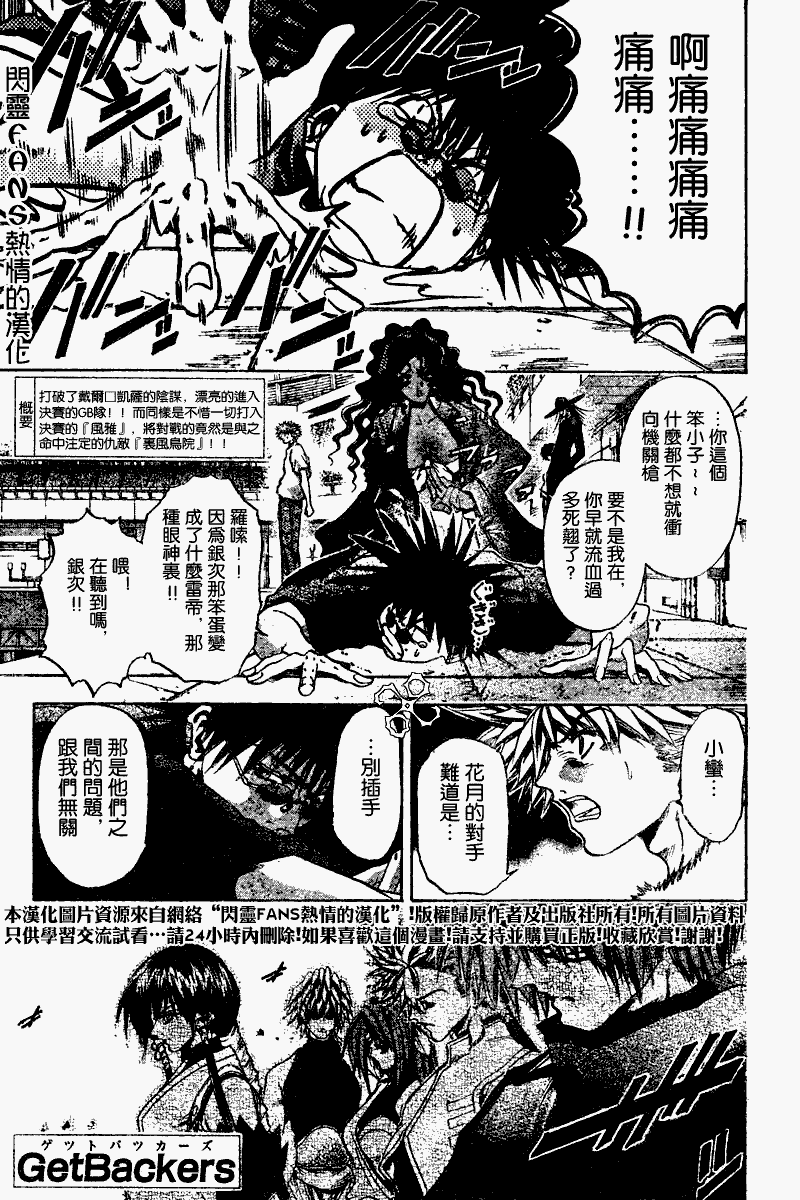 啊痛痛痛痛
痛痛……!!
閃靈FANS熱情的漢化
概要
打破了戴爾□凱羅的陰謀，漂亮的進入
決賽的GB隊！！而同樣是不惜一切打入
決賽的『風雅』，將對戰的竟然是與之
命中注定的仇敵『裏風鳥院』！！
…你這個
笨小子~~
什麼都不想就衝
向機關槍
要不是我在，
你早就流血過
多死翹了？
羅嗦！！
因為銀次那笨蛋變
成了什麼雷帝，那
種眼神裏!!
喂！
在聽到嗎，
銀次!!
小蠻…
花月的對手
難道是…
…別插手
那是他們之
間的問題，
跟我們無關
本漢化圖片資源來自網絡“閃靈FANS熱情的漢化”!版權歸原作者及出版社所有!所有圖片資料
只供學習交流試看…請24小時內刪除!如果喜歡這個漫畫!請支持並購買正版!收藏欣賞!謝謝!
ゲットバッカーズ
GetBackers